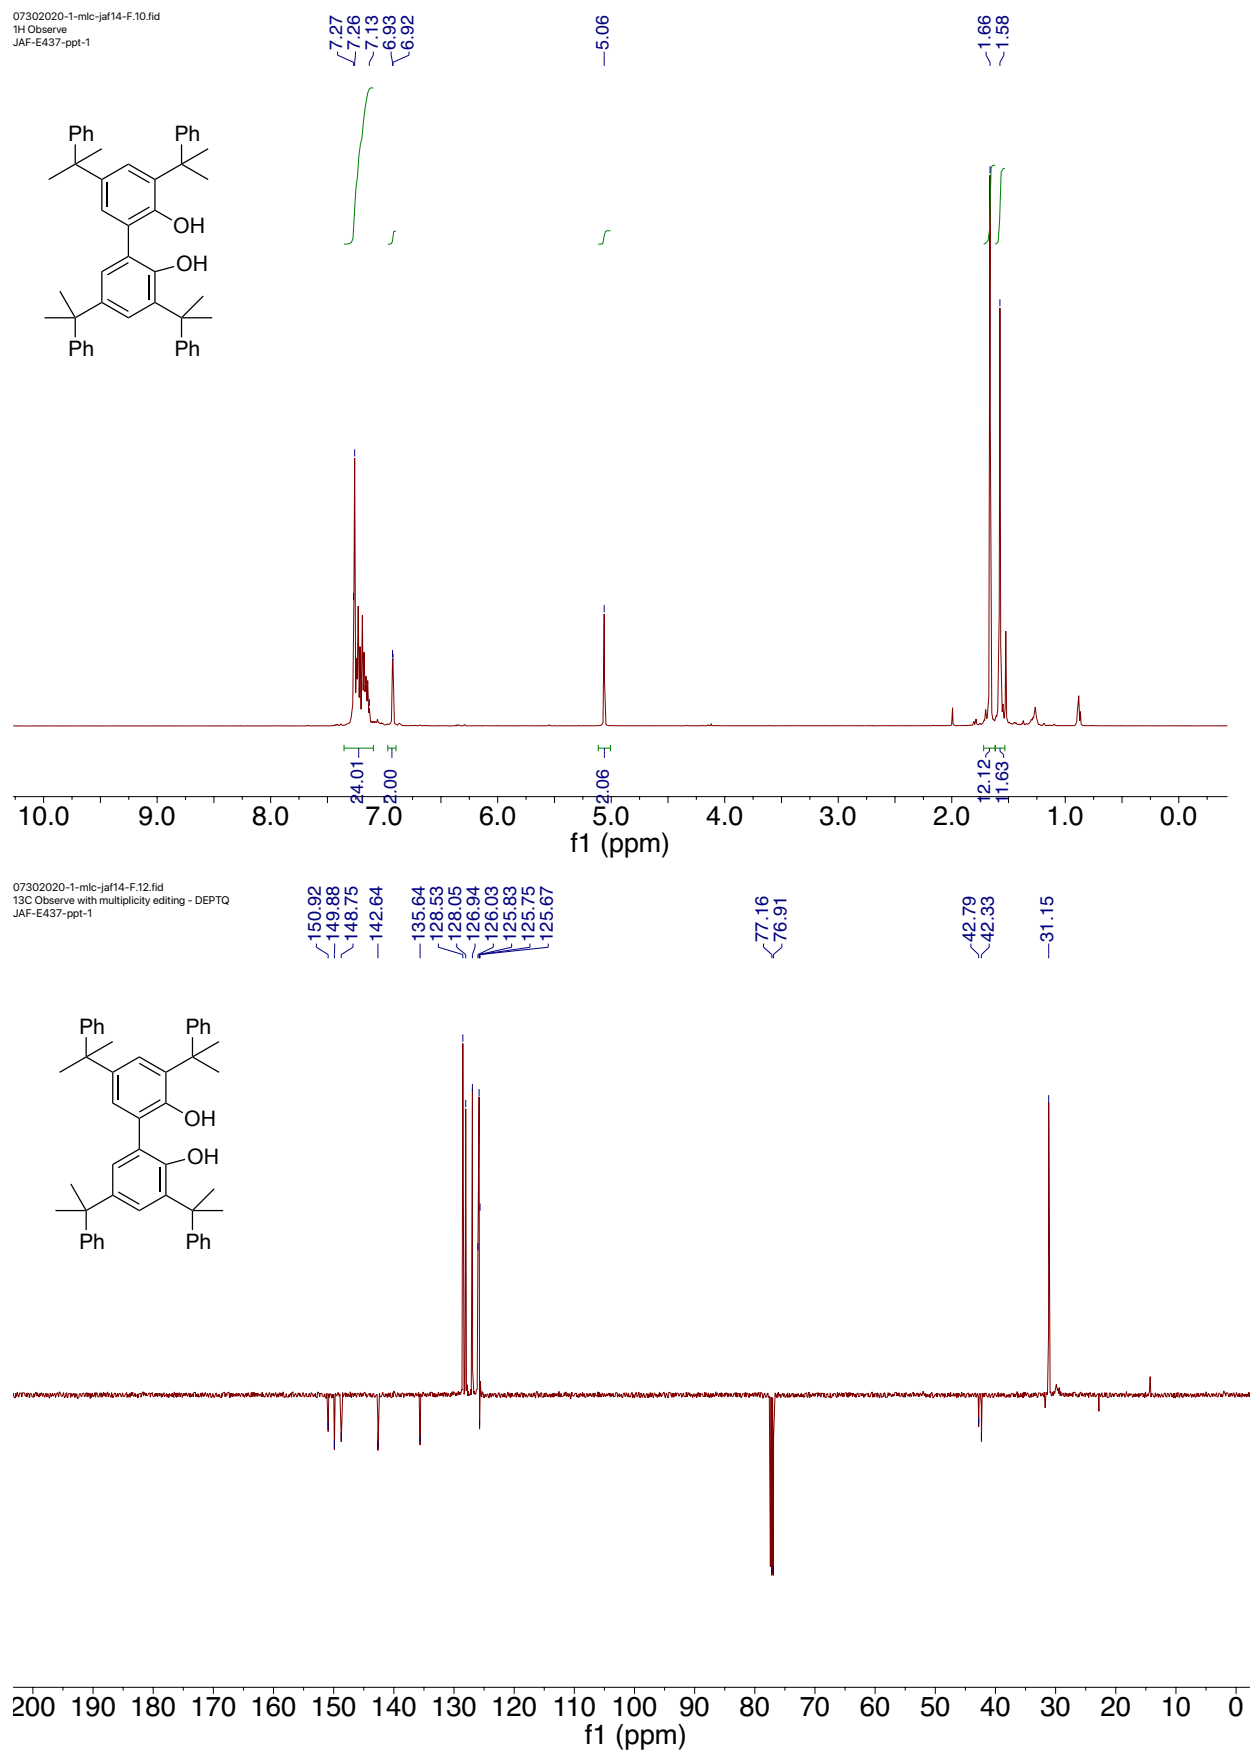 07302020-1-mlc-jaf14-F.10.fid
1H Observe
JAF-E437-ppt-1
7.27
7.26
7.13
6.93
6.92
5.06
1.66
1.58
Ph
Ph
OH
OH
Ph
Ph
24.01
2.00
2.06
12.12
1.63
10.0 9.0 8.0 7.0 6.0 5.0 4.0 3.0 2.0 1.0 0.0
f1 (ppm)
07302020-1-mlc-jaf14-F.12.fid
13C Observe with multiplicity editing - DEPTQ
JAF-E437-ppt-1
150.92
149.88
148.75
142.64
135.64
128.53
128.05
126.94
126.03
125.83
125.75
125.67
77.16
76.91
42.79
42.33
31.15
Ph
Ph
OH
OH
Ph
Ph
200 190 180 170 160 150 140 130 120 110 100 90 80 70 60 50 40 30 20 10 0
f1 (ppm)